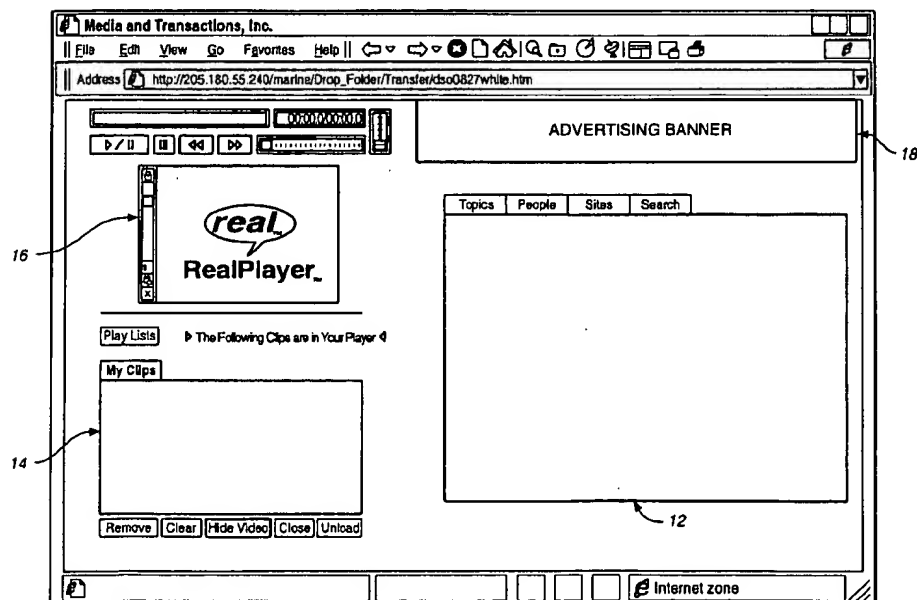 Media and Transactions, Inc.
File Edit View Go Favorites Help
Address http://205.180.55.240/marine/Drop_Folder/Transfer/dso0827white.htm
00:00.0/00:00.0
ADVERTISING BANNER
18
Topics People Sites Search
16
real
RealPlayer
Play Lists The Following Clips are in Your Player
My Clips
14
12
Remove Clear Hide Video Close Unload
Internet zone